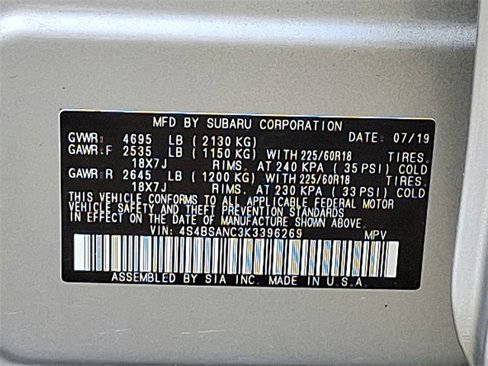 MFD BY SUBARU CORPORATION
GVWR: 4695 LB (2130 KG) DATE: 07/19
GAWR:F 2535 LB (1150 KG) WITH 225/60R18 TIRES.
18X7J RIMS. AT 240 KPA (35 PSI) COLD
GAWR:R 2645 LB (1200 KG) WITH 225/60R18 TIRES.
18X7J RIMS. AT 230 KPA (33 PSI) COLD
THIS VEHICLE CONFORMS TO ALL APPLICABLE FEDERAL MOTOR
VEHICLE SAFETY AND THEFT PREVENTION STANDARDS
IN EFFECT ON THE DATE OF MANUFACTURE SHOWN ABOVE.
VIN: 4S4BSANC3K3396269 MPV
ASSEMBLED BY SIA INC. MADE IN U.S.A.